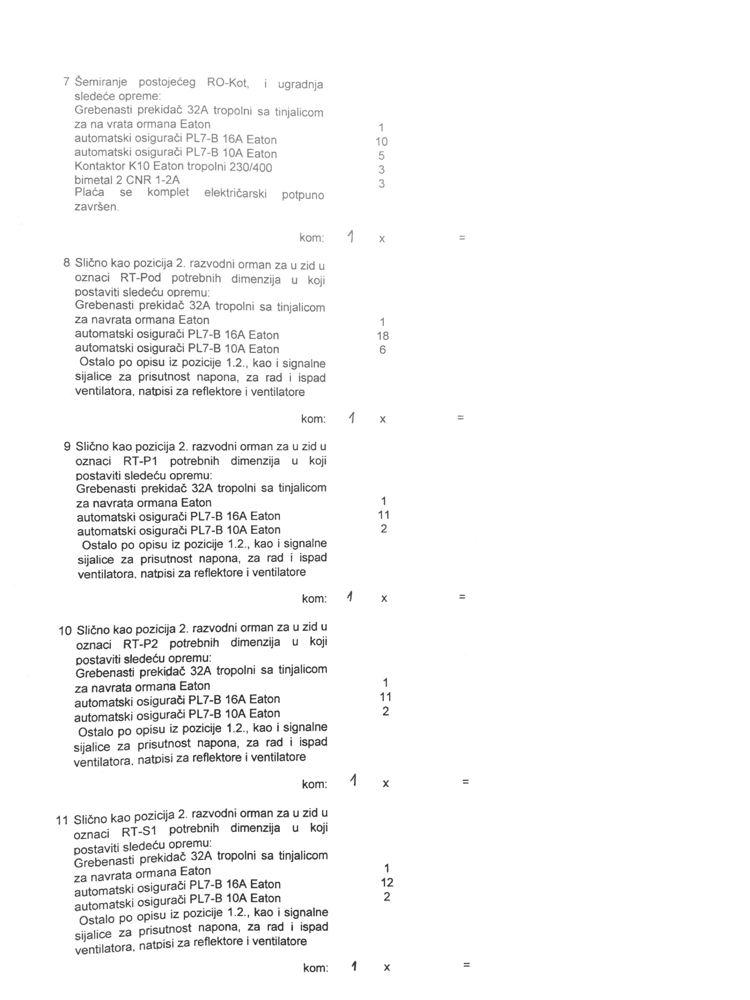 7 Šemiranje postojećeg RO-Kot, i ugradnja
sledeće opreme:
Grebenasti prekidač 32A tropolni sa tinjalicom
za na vrata ormana Eaton 1
automatski osigurači PL7-B 16A Eaton 10
automatski osigurači PL7-B 10A Eaton 5
Kontaktor K10 Eaton tropolni 230/400 3
bimetal 2 CNR 1-2A 3
Plaća se komplet električarski potpuno
završen.
kom: 1 x =
8 Slično kao pozicija 2. razvodni orman za u zid u
oznaci RT-Pod potrebnih dimenzija u koji
postaviti sledeću opremu:
Grebenasti prekidač 32A tropolni sa tinjalicom
za navrata ormana Eaton 1
automatski osigurači PL7-B 16A Eaton 18
automatski osigurači PL7-B 10A Eaton 6
Ostalo po opisu iz pozicije 1.2., kao i signalne
sijalice za prisutnost napona, za rad i ispad
ventilatora, natpisi za reflektore i ventilatore
kom: 1 x =
9 Slično kao pozicija 2. razvodni orman za u zid u
oznaci RT-P1 potrebnih dimenzija u koji
postaviti sledeću opremu:
Grebenasti prekidač 32A tropolni sa tinjalicom
za navrata ormana Eaton 1
automatski osigurači PL7-B 16A Eaton 11
automatski osigurači PL7-B 10A Eaton 2
Ostalo po opisu iz pozicije 1.2., kao i signalne
sijalice za prisutnost napona, za rad i ispad
ventilatora, natpisi za reflektore i ventilatore
kom: 1 x =
10 Slično kao pozicija 2. razvodni orman za u zid u
oznaci RT-P2 potrebnih dimenzija u koji
postaviti sledeću opremu:
Grebenasti prekidač 32A tropolni sa tinjalicom
za navrata ormana Eaton 1
automatski osigurači PL7-B 16A Eaton 11
automatski osigurači PL7-B 10A Eaton 2
Ostalo po opisu iz pozicije 1.2., kao i signalne
sijalice za prisutnost napona, za rad i ispad
ventilatora, natpisi za reflektore i ventilatore
kom: 1 x =
11 Slično kao pozicija 2. razvodni orman za u zid u
oznaci RT-S1 potrebnih dimenzija u koji
postaviti sledeću opremu:
Grebenasti prekidač 32A tropolni sa tinjalicom
za navrata ormana Eaton 1
automatski osigurači PL7-B 16A Eaton 12
automatski osigurači PL7-B 10A Eaton 2
Ostalo po opisu iz pozicije 1.2., kao i signalne
sijalice za prisutnost napona, za rad i ispad
ventilatora, natpisi za reflektore i ventilatore
kom: 1 x =